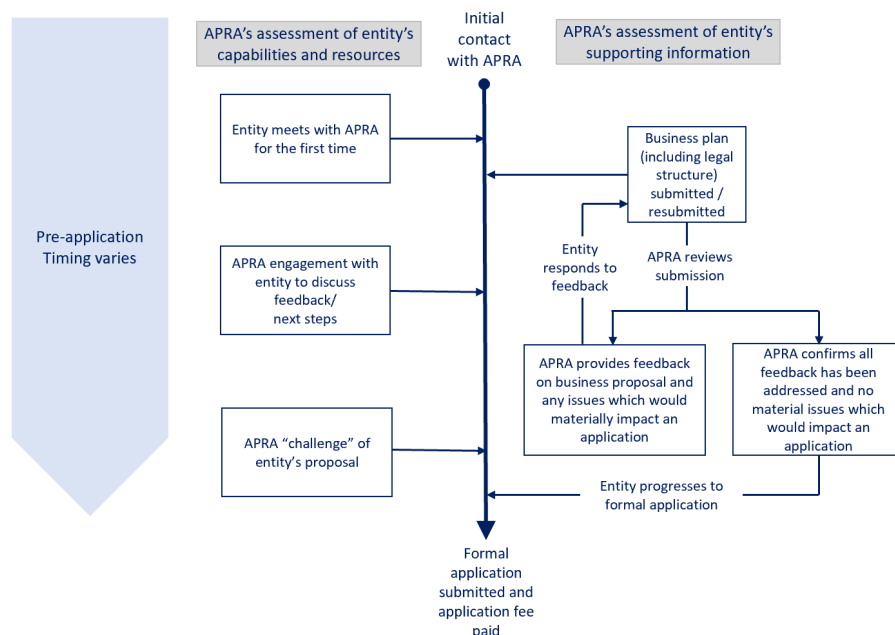 APRA's assessment of entity's
capabilities and resources
Initial
contact
with APRA
APRA's assessment of entity's
supporting information
Pre-application
Timing varies
Entity meets with APRA
for the first time
Business plan
(including legal
structure)
submitted /
resubmitted
Entity
responds to
feedback
APRA reviews
submission
APRA engagement with
entity to discuss
feedback/
next steps
APRA provides feedback
on business proposal and
any issues which would
materially impact an
application
APRA confirms all
feedback has been
addressed and no
material issues which
would impact an
application
APRA “challenge” of
entity's proposal
Entity progresses to
formal application
Formal
application
submitted and
application fee
paid